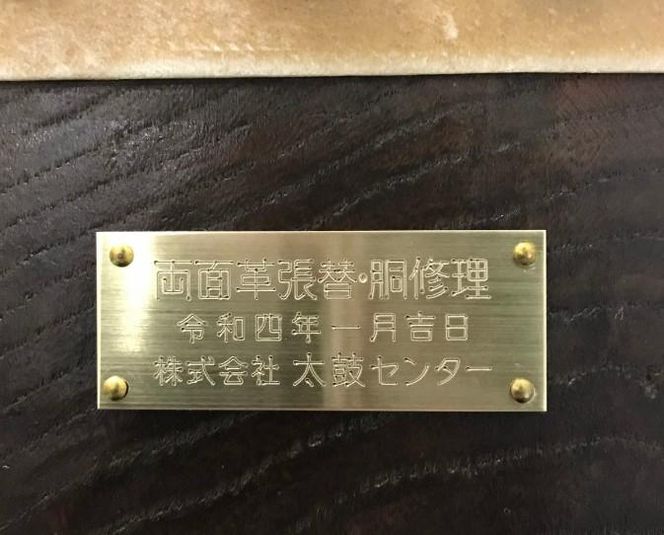 両面革張替・胴修理
令和四年一月吉日
株式会社 太鼓センター